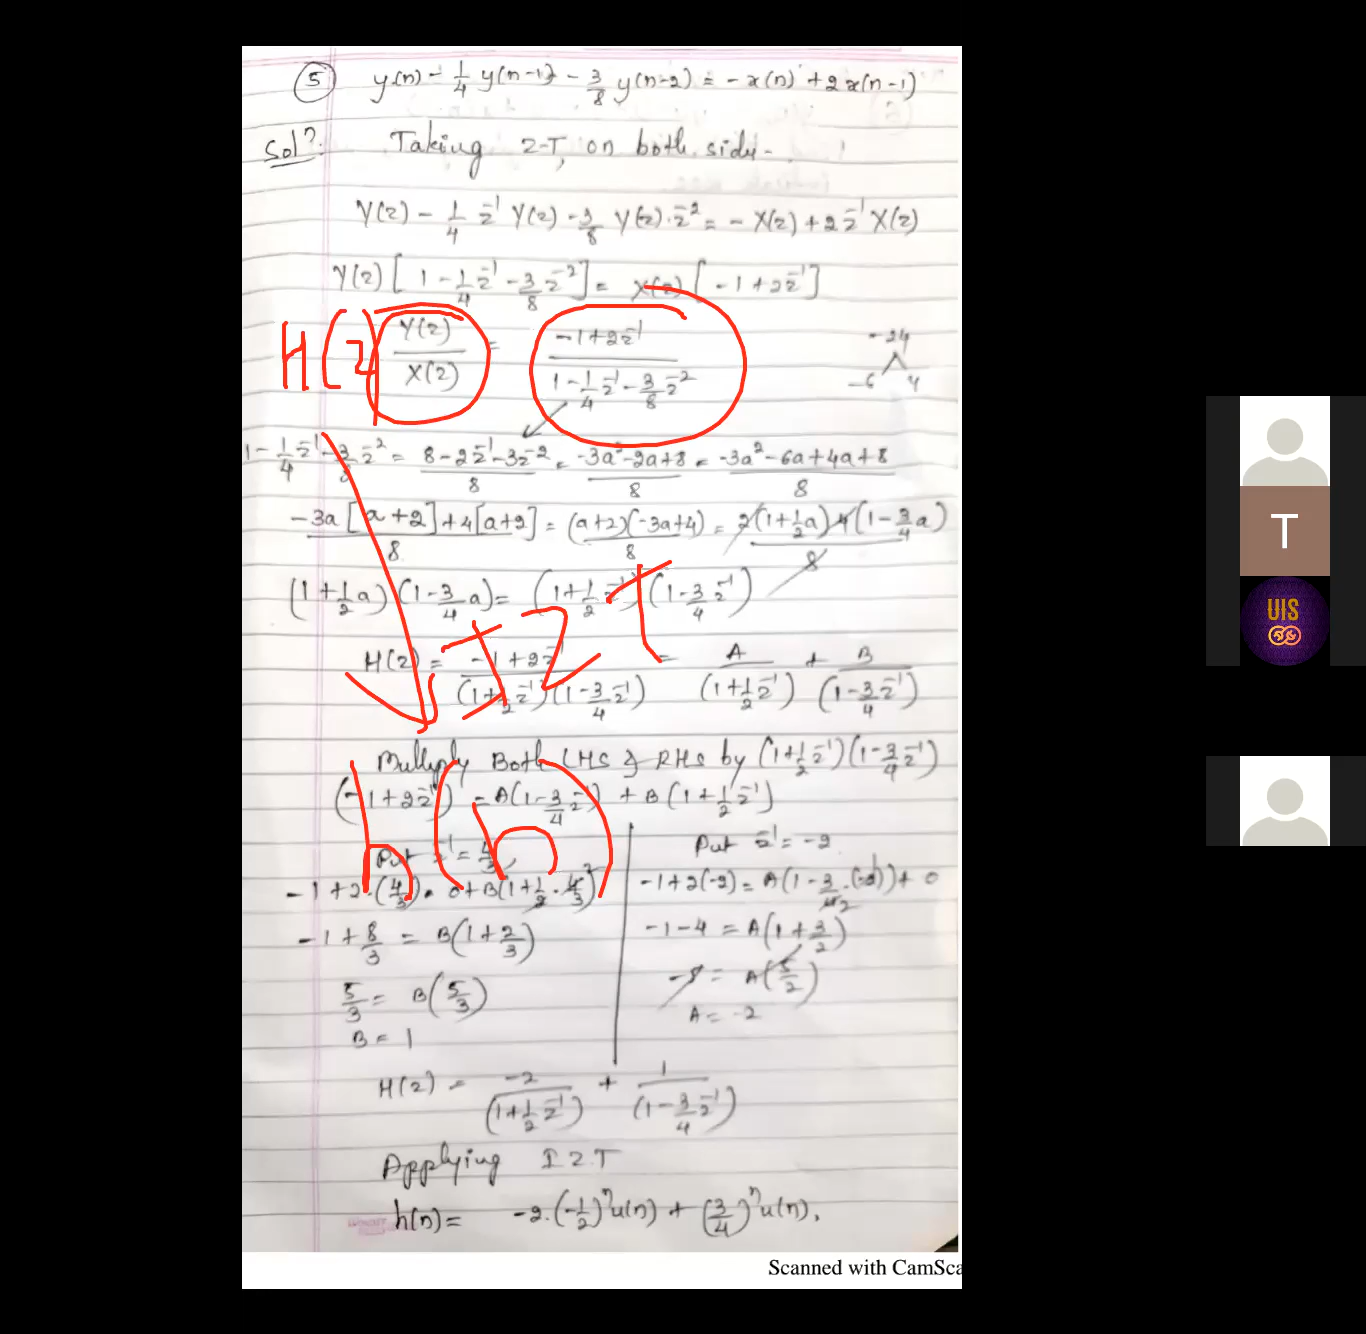 (5) y(n) - 1/4 y(n-1) - 3/8 y(n-2) = -x(n) + 2x(n-1)
Solⁿ: Taking Z-T, on both side-
Y(z) - 1/4 z⁻¹ Y(z) - 3/8 Y(z)·z⁻² = -X(z) + 2z⁻¹X(z)
Y(z) [1 - 1/4 z⁻¹ - 3/8 z⁻²] = X(z) [-1 + 2z⁻¹]
H(z) Y(z)/X(z) = (-1 + 2z⁻¹)/(1 - 1/4 z⁻¹ - 3/8 z⁻²)
-24
-6 4
1 - 1/4 z⁻¹ - 3/8 z⁻² = (8 - 2z⁻¹ - 3z⁻²)/8 = (-3a² - 2a + 8)/8 = (-3a² - 6a + 4a + 8)/8
(-3a[a+2] + 4[a+2])/8 = (a+2)(-3a+4)/8 = 2(1 + 1/2 a) 4(1 - 3/4 a)/8
(1 + 1/2 a)(1 - 3/4 a) = (1 + 1/2 z⁻¹)(1 - 3/4 z⁻¹)
IZT
H(z) = (-1 + 2z⁻¹)/((1 + 1/2 z⁻¹)(1 - 3/4 z⁻¹)) = A/(1 + 1/2 z⁻¹) + B/(1 - 3/4 z⁻¹)
Multiply Both LHS & RHS by (1 + 1/2 z⁻¹)(1 - 3/4 z⁻¹)
(-1 + 2z⁻¹) = A(1 - 3/4 z⁻¹) + B(1 + 1/2 z⁻¹)
h(n)
Put z⁻¹ = 4/3,
-1 + 2·(4/3) = 0 + B(1 + 1/2 · 4/3)
-1 + 8/3 = B(1 + 2/3)
5/3 = B(5/3)
B = 1
Put z⁻¹ = -2
-1 + 2(-2) = A(1 - 3/4·(-2)) + 0
-1 - 4 = A(1 + 3/2)
-5 = A(5/2)
A = -2
H(z) = -2/(1 + 1/2 z⁻¹) + 1/(1 - 3/4 z⁻¹)
Applying IZT
h(n) = -2·(-1/2)ⁿu(n) + (3/4)ⁿu(n).
Scanned with CamSca
T
UIS